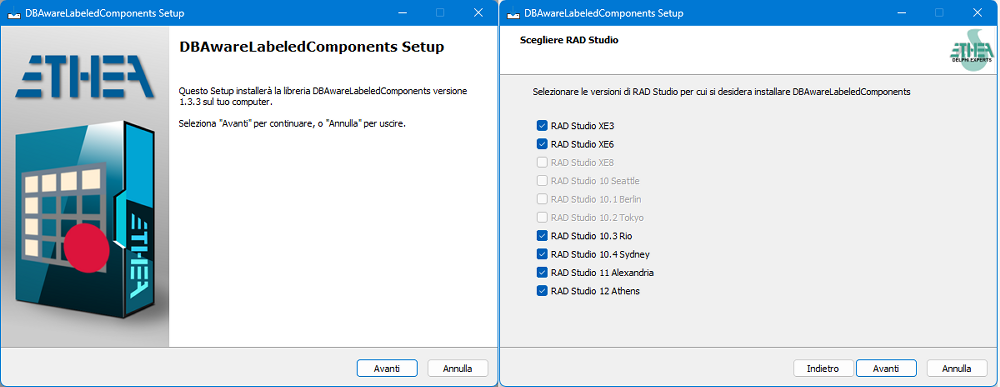 DBAwareLabeledComponents Setup
ETHEA
ETHEA
DBAwareLabeledComponents Setup
Questo Setup installerà la libreria DBAwareLabeledComponents versione
1.3.3 sul tuo computer.
Seleziona "Avanti" per continuare, o "Annulla" per uscire.
Avanti
Annulla
DBAwareLabeledComponents Setup
Scegliere RAD Studio
ETHEA
DELPHI EXPERTS
Selezionare le versioni di RAD Studio per cui si desidera installare DBAwareLabeledComponents
RAD Studio XE3
RAD Studio XE6
RAD Studio XE8
RAD Studio 10 Seattle
RAD Studio 10.1 Berlin
RAD Studio 10.2 Tokyo
RAD Studio 10.3 Rio
RAD Studio 10.4 Sydney
RAD Studio 11 Alexandria
RAD Studio 12 Athens
Indietro
Avanti
Annulla